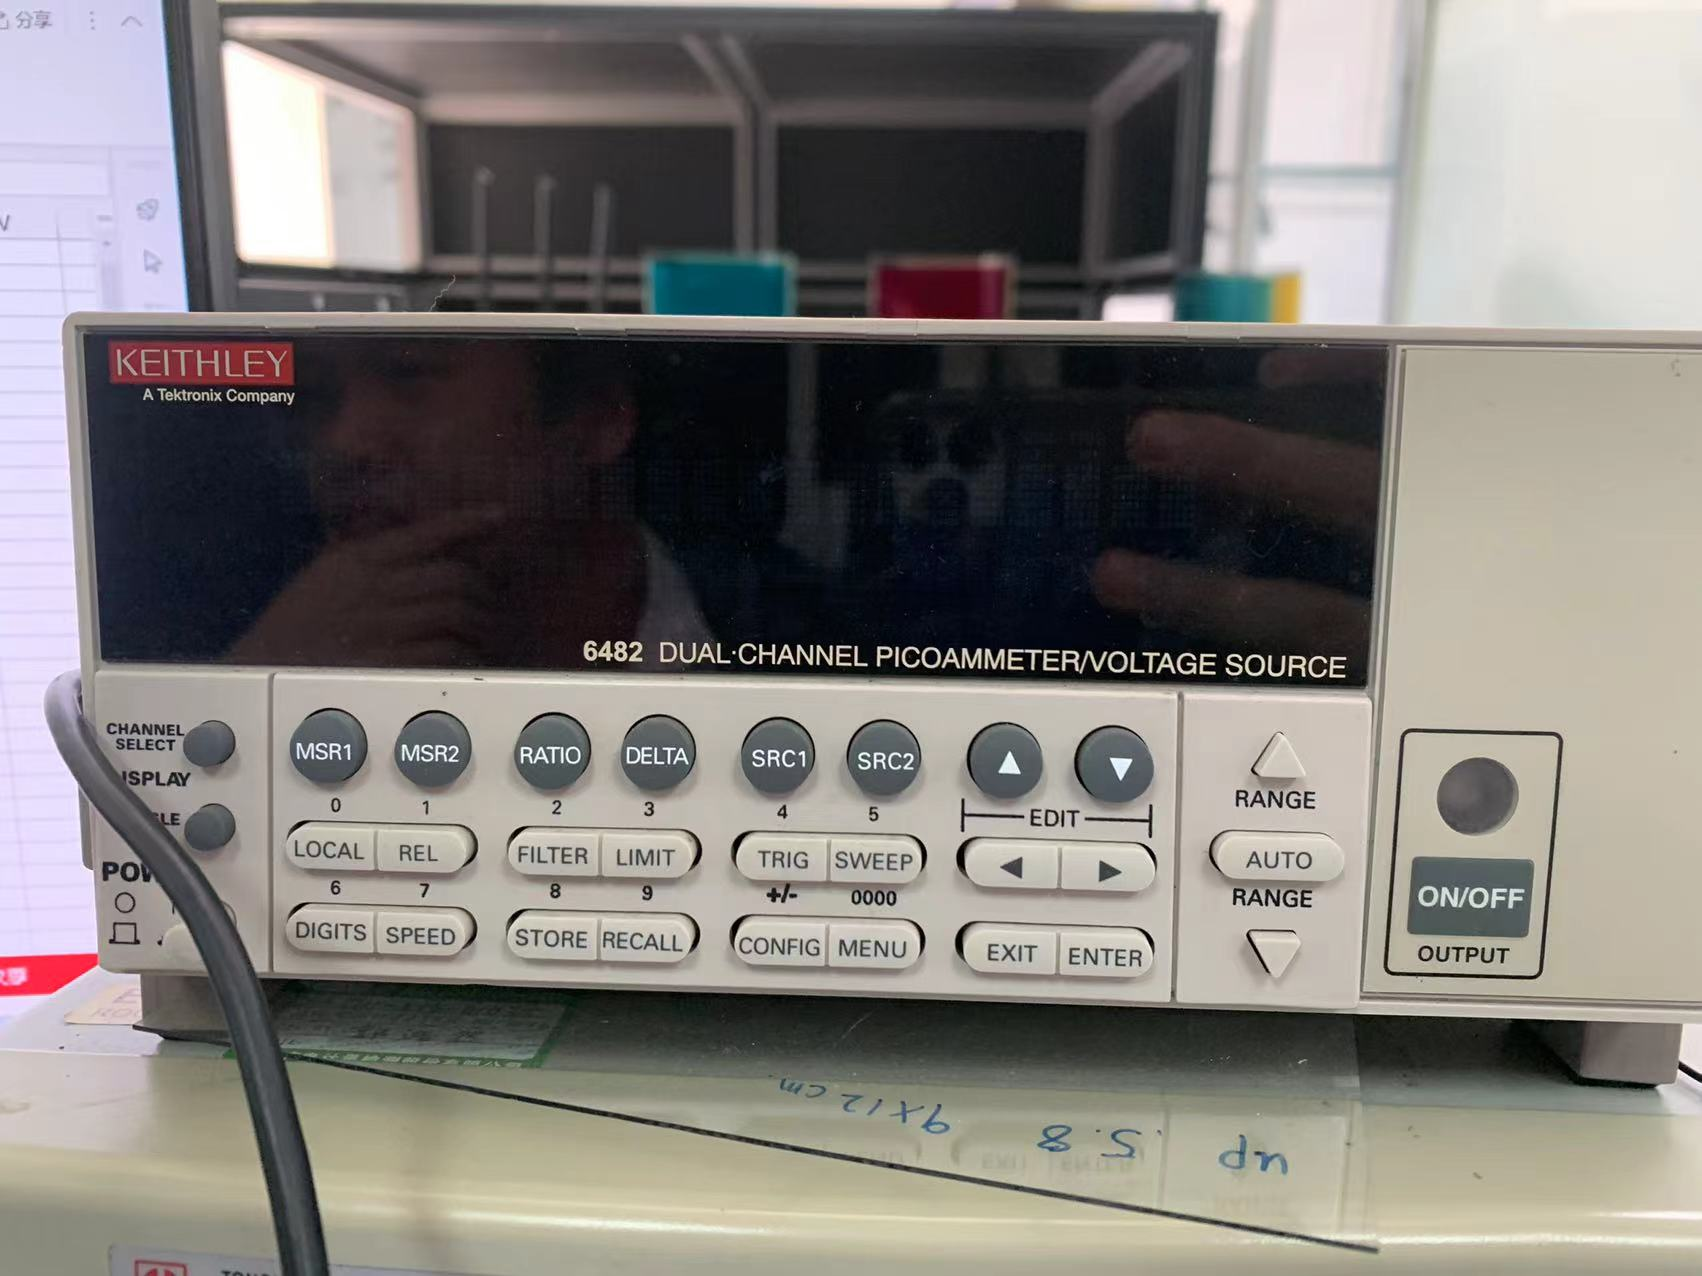 分享
KEITHLEY
A Tektronix Company
6482 DUAL·CHANNEL PICOAMMETER/VOLTAGE SOURCE
CHANNEL
SELECT
MSR1 MSR2 RATIO DELTA SRC1 SRC2 ▲ ▼
RANGE
0 1 2 3 4 5 EDIT
LOCAL REL FILTER LIMIT TRIG SWEEP ◀ ▶
AUTO
RANGE
6 7 8 9 +/- 0000
DIGITS SPEED STORE RECALL CONFIG MENU EXIT ENTER
ON/OFF
OUTPUT
9X12cm
5.8
up